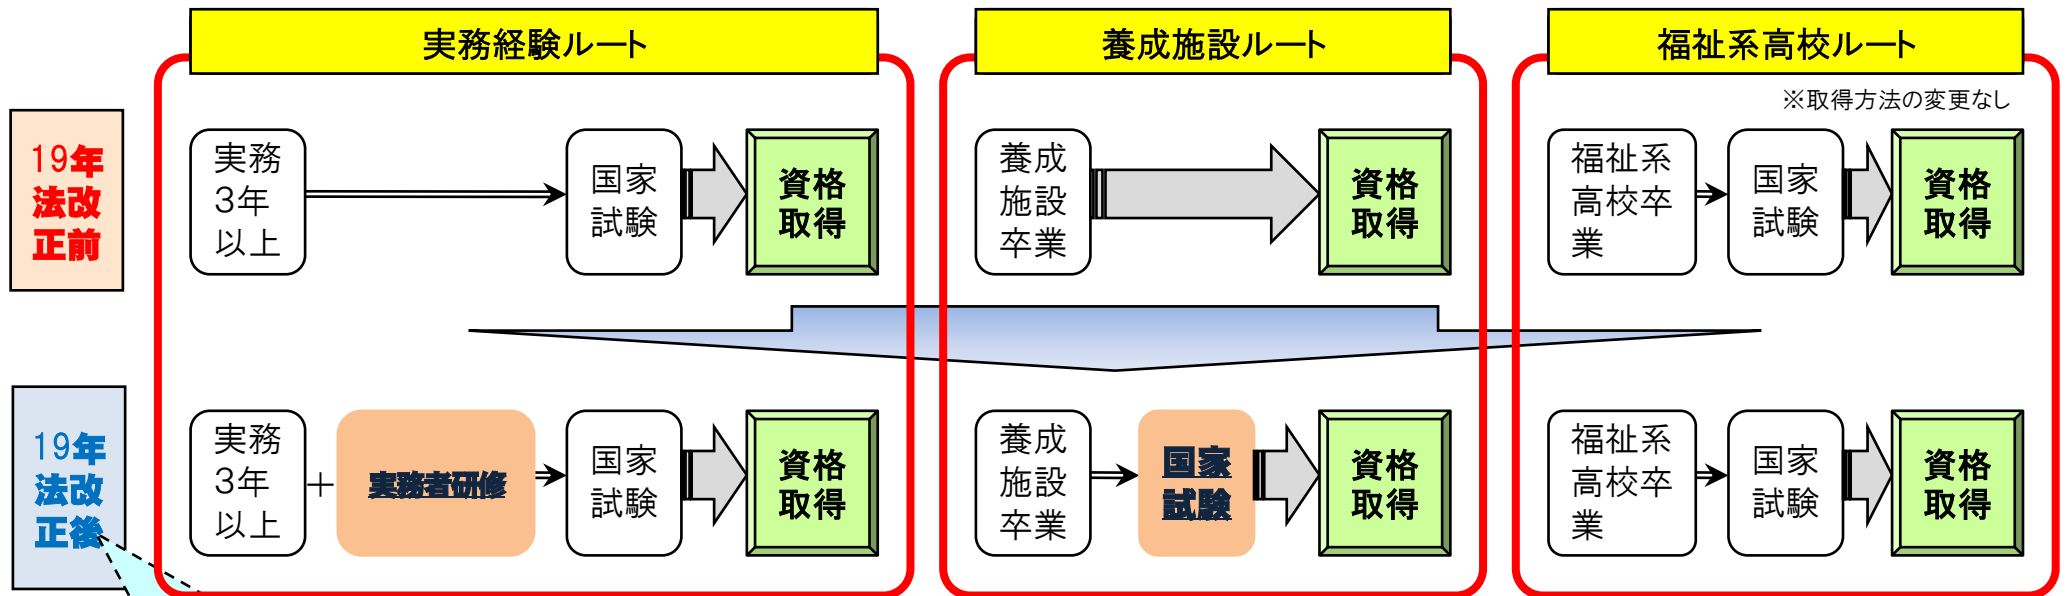 実務経験ルート
養成施設ルート
福祉系高校ルート
※取得方法の変更なし
19年
法改
正前
実務
3年
以上
国家
試験
資格
取得
養成
施設
卒業
資格
取得
福祉系
高校卒
業
国家
試験
資格
取得
19年
法改
正後
実務
3年
以上
＋
実務者研修
国家
試験
資格
取得
養成
施設
卒業
国家
試験
資格
取得
福祉系
高校卒
業
国家
試験
資格
取得